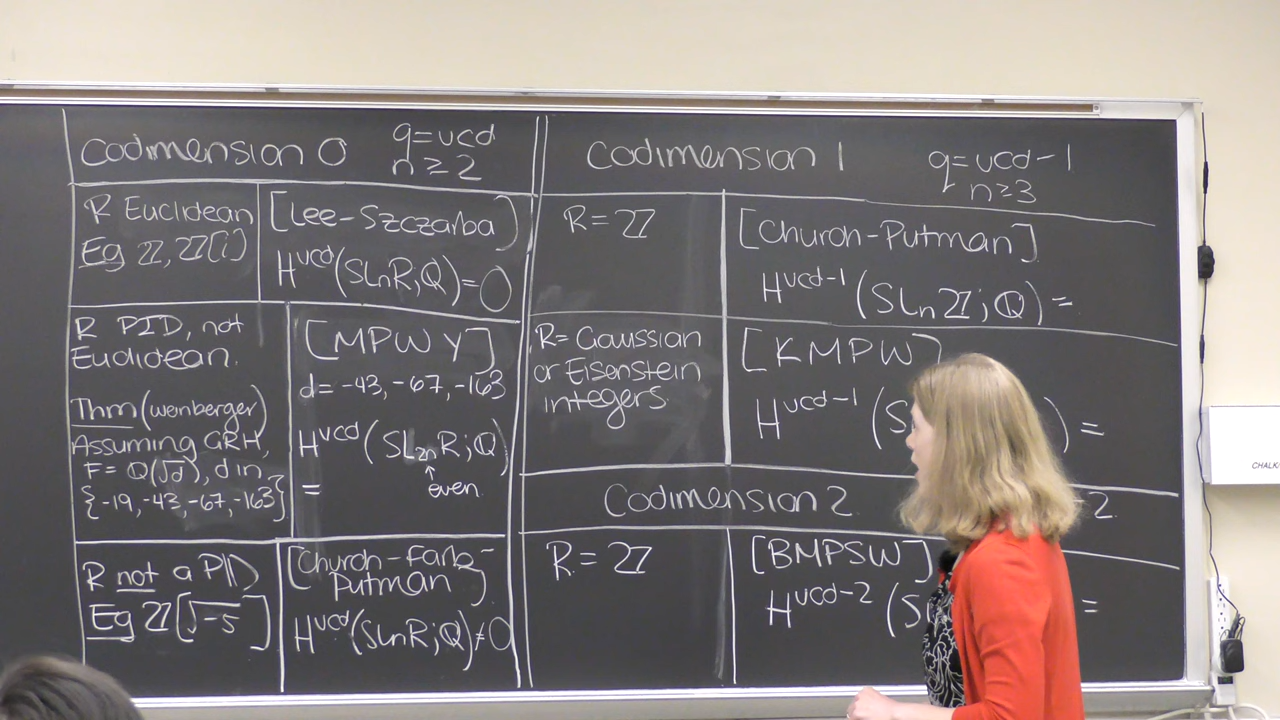 Codimension 0 q=vcd
n≥2
R Euclidean
Eg ℤ, ℤ[i]
[Lee-Szczarba]
H^vcd(SLnR;Q)=0
R PID, not
Euclidean.
Thm (Weinberger)
Assuming GRH,
F= Q(√d), d in
{-19, -43, -67, -163}
[MPWY]
d= -43, -67, -163
H^vcd(SL₂nR;Q)
↑
even.
=
R not a PID
Eg ℤ[√-5]
[Church-Farb-
Putman]
H^vcd(SLnR;Q)≠0
Codimension 1 q=vcd-1
n≥3
R=ℤ
[Church-Putman]
H^vcd-1(SLnℤ;Q)=
R= Gaussian
or Eisenstein
integers.
[KMPW]
H^vcd-1(S )=
Codimension 2 -2
R=ℤ
[BMPSW]
H^vcd-2(S =
CHALK